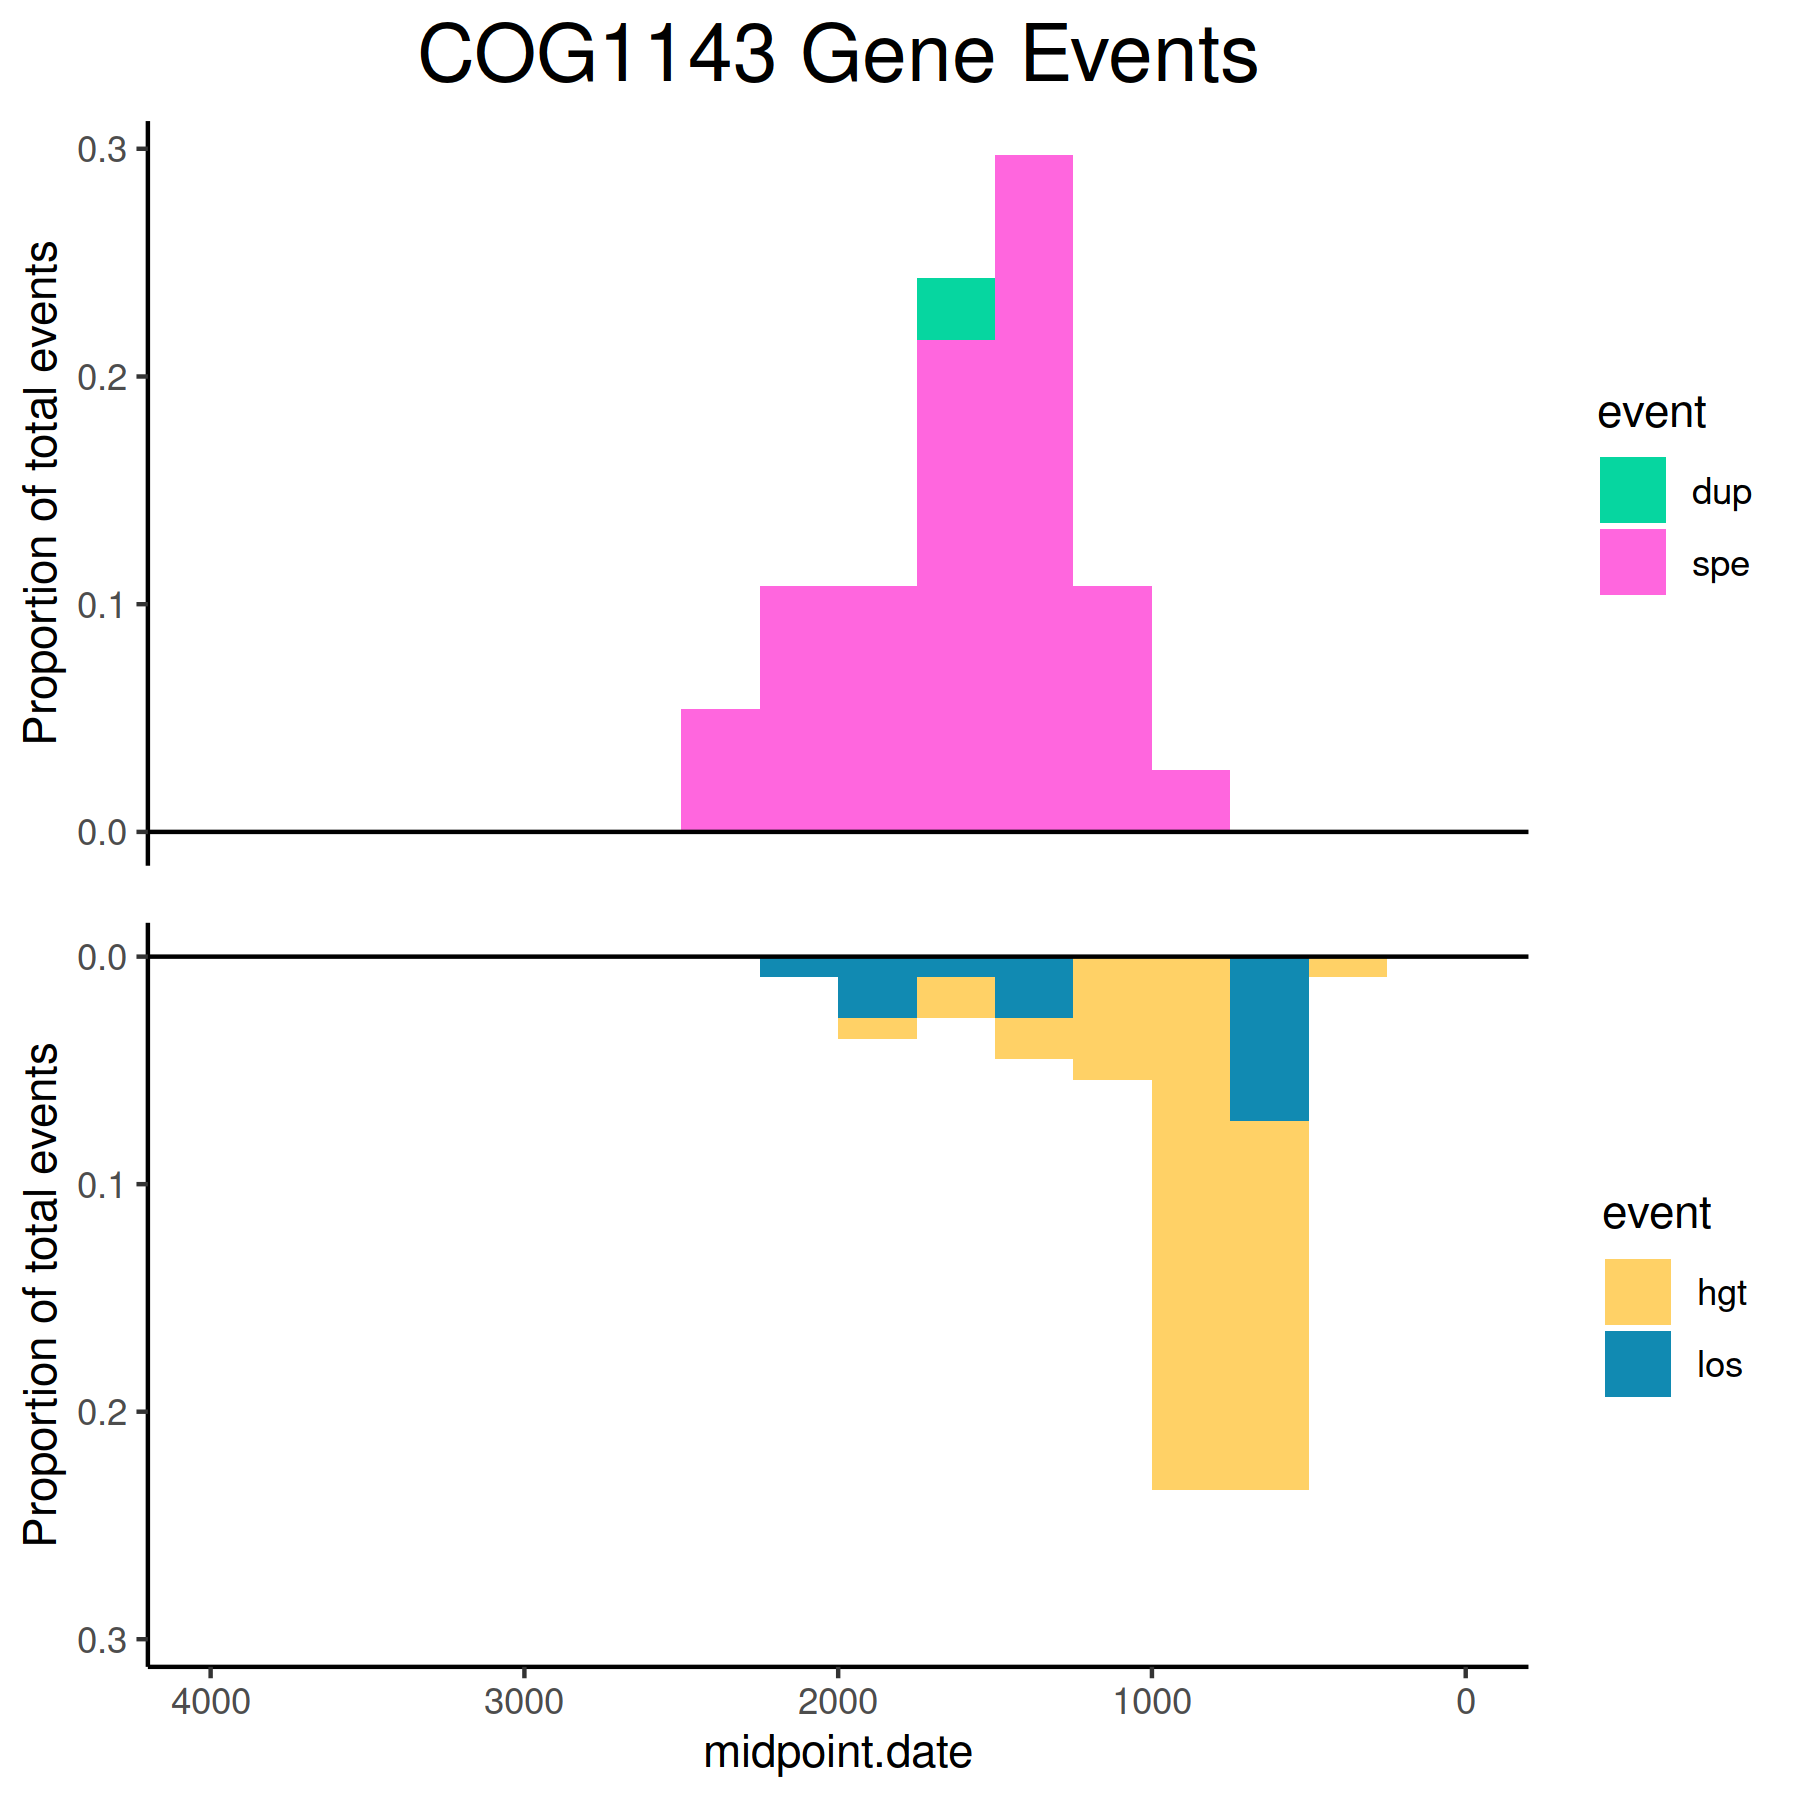 COG1143 Gene Events
Proportion of total events
0.3
0.2
0.1
0.0
event
dup
spe
Proportion of total events
0.0
0.1
0.2
0.3
event
hgt
los
4000 3000 2000 1000 0
midpoint.date